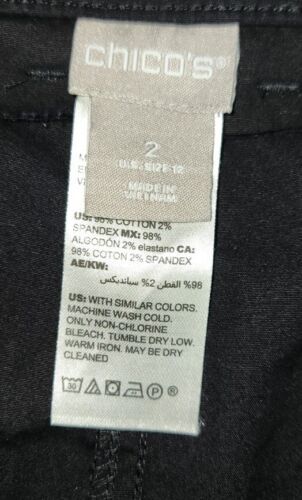 chico's®
2
U.S. SIZE 12
MADE IN
VIETNAM
US: 98% COTTON 2%
SPANDEX MX: 98%
ALGODÓN 2% elastano CA:
98% COTON 2% SPANDEX
AE/KW:
98% القطن 2% سباندیکس
US: WITH SIMILAR COLORS.
MACHINE WASH COLD.
ONLY NON-CHLORINE
BLEACH. TUMBLE DRY LOW.
WARM IRON. MAY BE DRY
CLEANED
30 P ®